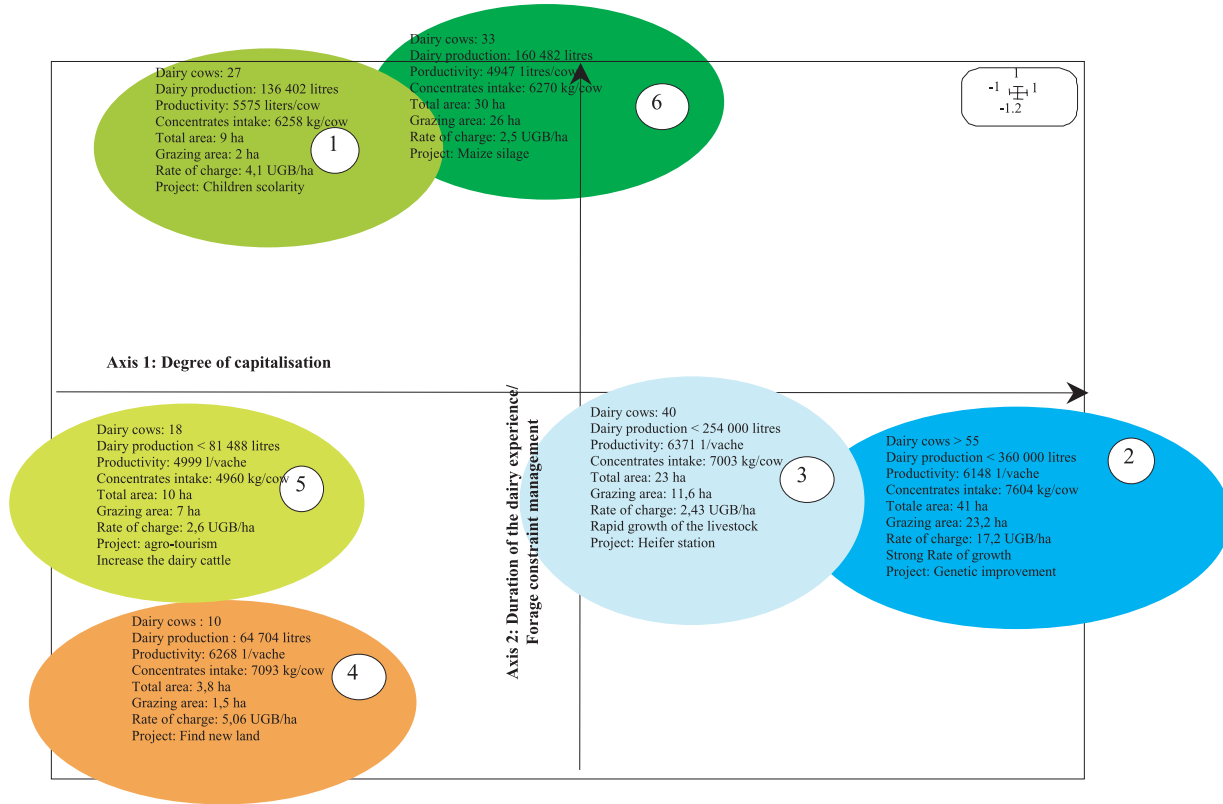 Dairy cows: 27
Dairy production: 136 402 litres
Productivity: 5575 liters/cow
Concentrates intake: 6258 kg/cow
Total area: 9 ha
Grazing area: 2 ha
Rate of charge: 4,1 UGB/ha
Project: Children scolarity
1
Dairy cows: 33
Dairy production: 160 482 litres
Porductivity: 4947 1itres/cow
Concentrates intake: 6270 kg/cow
Total area: 30 ha
Grazing area: 26 ha
Rate of charge: 2,5 UGB/ha
Project: Maize silage
6
1
-1 1
-1.2
Axis 1: Degree of capitalisation
Axis 2: Duration of the dairy experience/
Forage constraint management
Dairy cows: 18
Dairy production < 81 488 litres
Productivity: 4999 l/vache
Concentrates intake: 4960 kg/cow
Total area: 10 ha
Grazing area: 7 ha
Rate of charge: 2,6 UGB/ha
Project: agro-tourism
Increase the dairy cattle
5
Dairy cows: 40
Dairy production < 254 000 litres
Productivity: 6371 1/vache
Concentrates intake: 7003 kg/cow
Total area: 23 ha
Grazing area: 11,6 ha
Rate of charge: 2,43 UGB/ha
Rapid growth of the livestock
Project: Heifer station
3
Dairy cows > 55
Dairy production < 360 000 litres
Productivity: 6148 1/vache
Concentrates intake: 7604 kg/cow
Totale area: 41 ha
Grazing area: 23,2 ha
Rate of charge: 17,2 UGB/ha
Strong Rate of growth
Project: Genetic improvement
2
Dairy cows : 10
Dairy production : 64 704 litres
Productivity: 6268 1/vache
Concentrates intake: 7093 kg/cow
Total area: 3,8 ha
Grazing area: 1,5 ha
Rate of charge: 5,06 UGB/ha
Project: Find new land
4